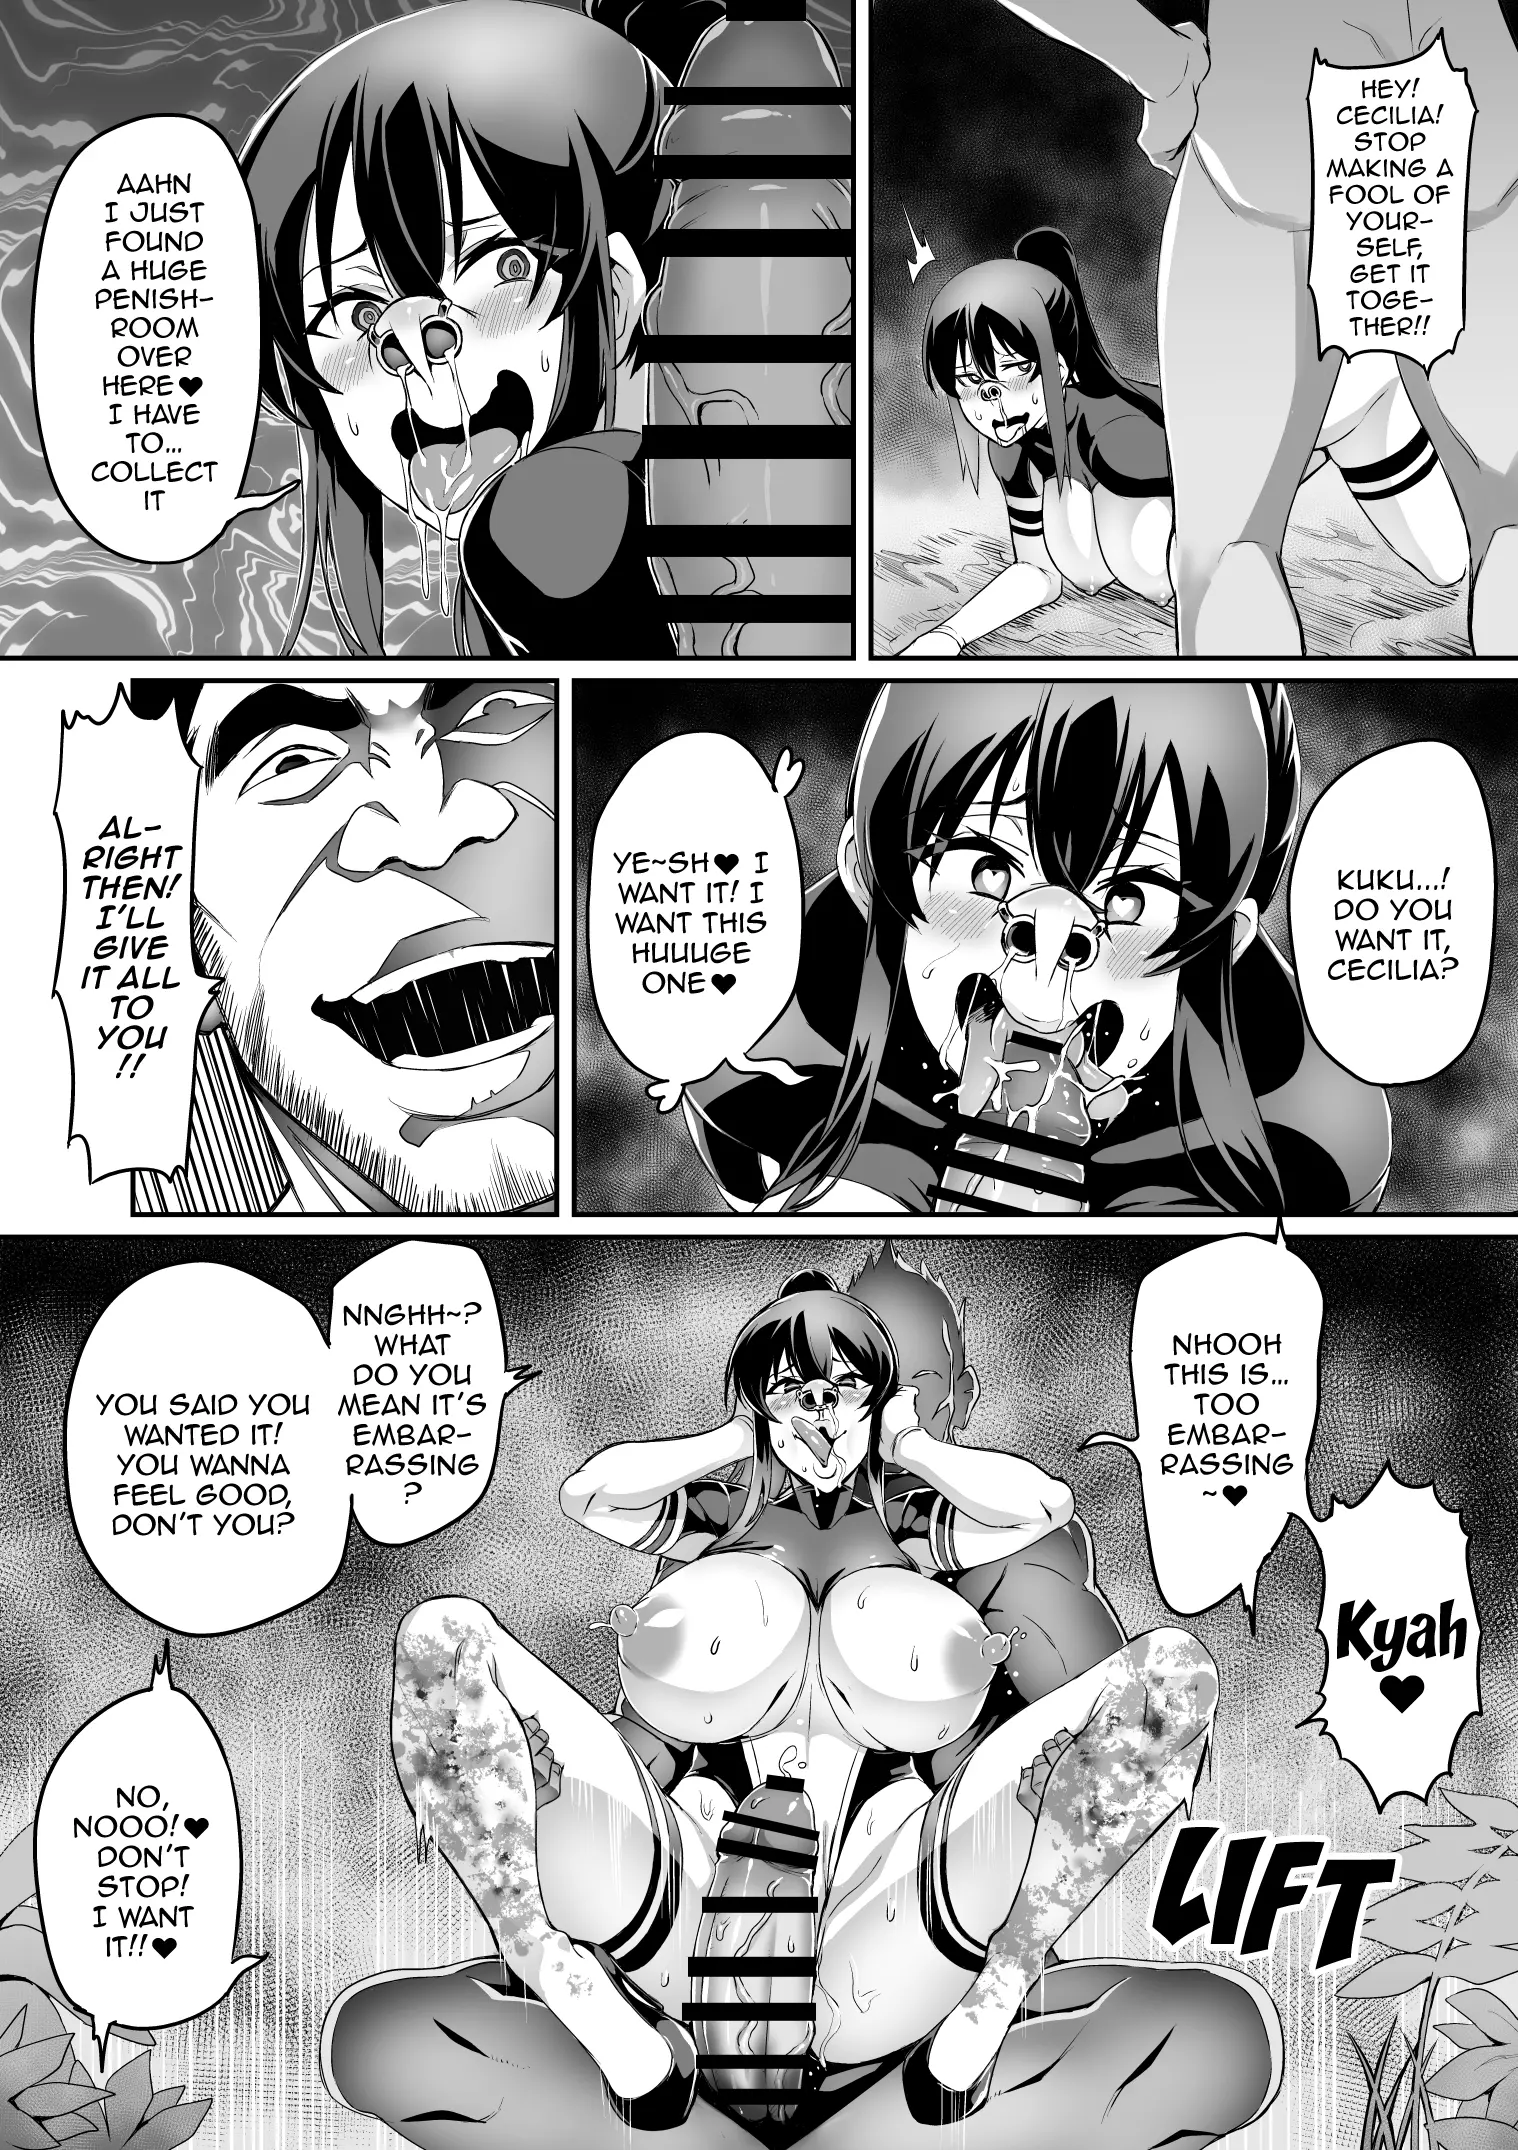 HEY!
CECILIA!
STOP
MAKING A
FOOL OF
YOUR-
SELF,
GET IT
TOGE-
THER!!
AAHN
I JUST
FOUND
A HUGE
PENISH-
ROOM
OVER
HERE♥
I HAVE
TO...
COLLECT
IT
KUKU...!
DO YOU
WANT IT,
CECILIA?
YE~SH♥ I
WANT IT! I
WANT THIS
HUUUGE
ONE♥
AL-
RIGHT
THEN!
I'LL
GIVE
IT ALL
TO
YOU
!!
NHOOH
THIS IS...
TOO
EMBAR-
RASSING
~♥
Kyah
♥
LIFT
NNGHH~?
WHAT
DO YOU
MEAN IT'S
EMBAR-
RASSING
?
YOU SAID YOU
WANTED IT!
YOU WANNA
FEEL GOOD,
DON'T YOU?
NO,
NOOO!♥
DON'T
STOP!
I WANT
IT!!♥